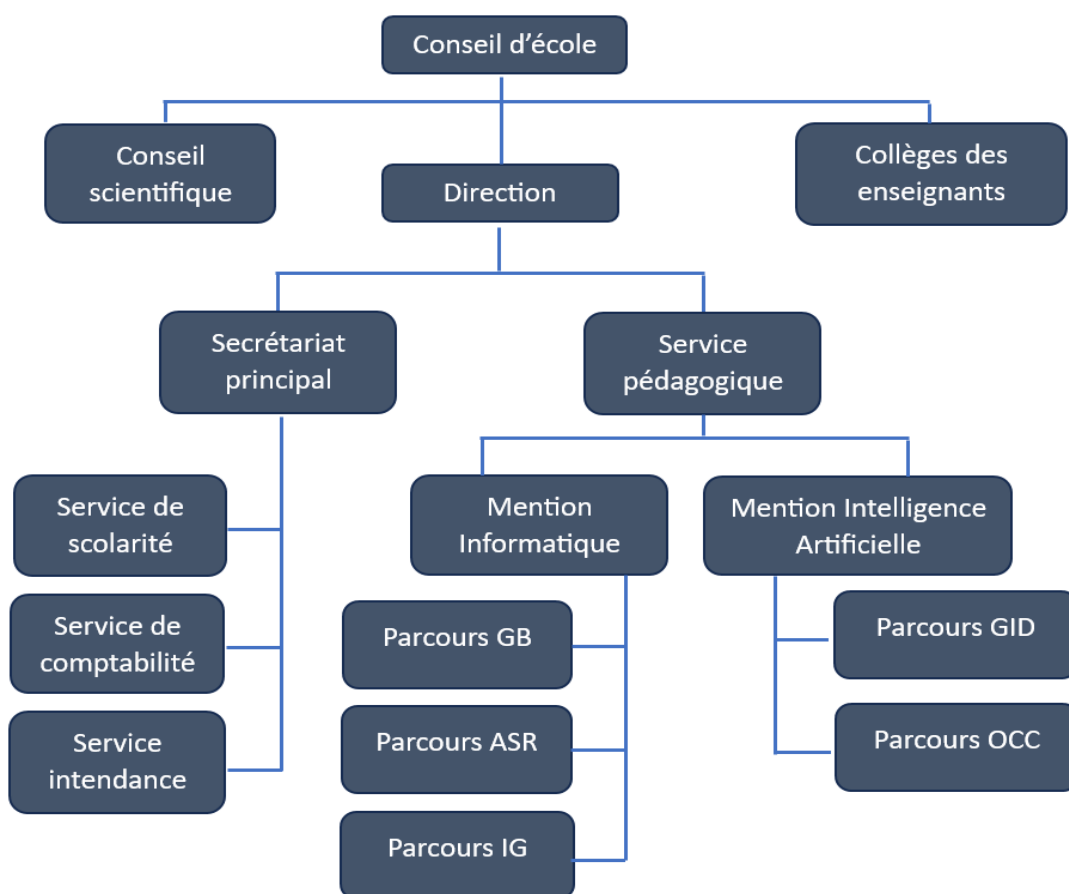 Conseil d’école
Conseil
scientifique
Direction
Collèges des
enseignants
Secrétariat
principal
Service
pédagogique
Service de
scolarité
Service de
comptabilité
Service
intendance
Mention
Informatique
Parcours GB
Parcours ASR
Parcours IG
Mention Intelligence
Artificielle
Parcours GID
Parcours OCC